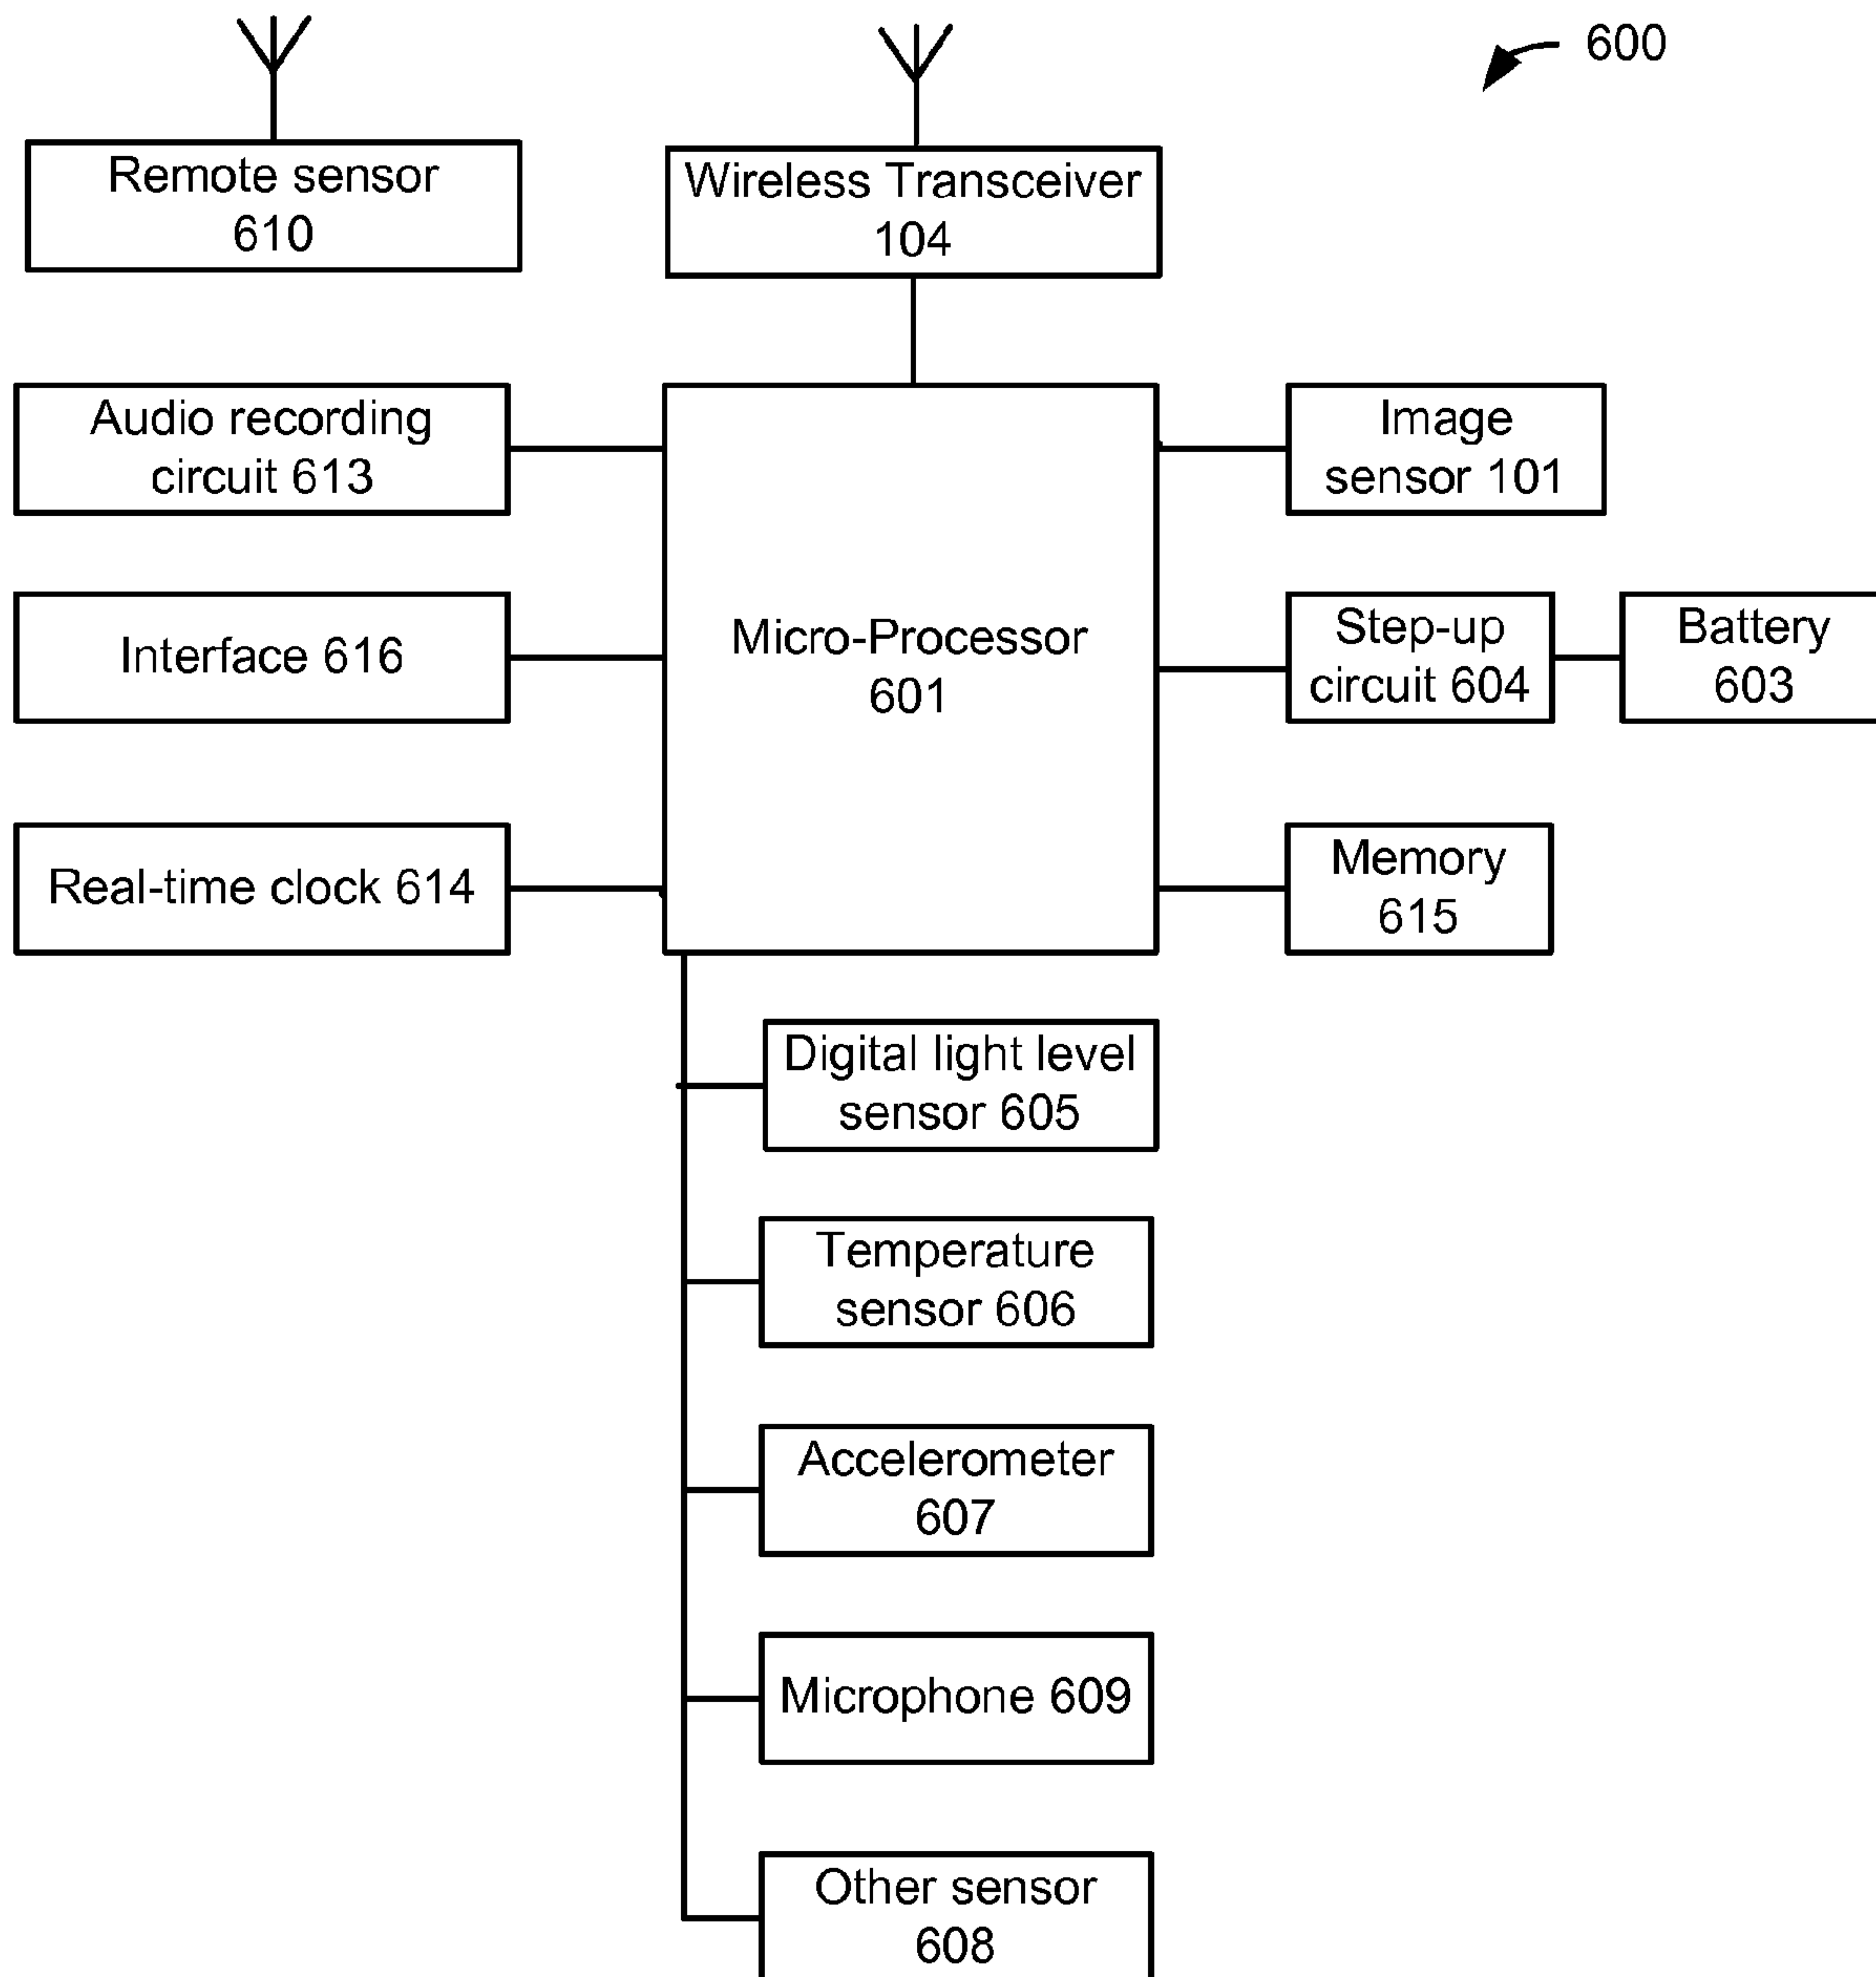 600
Remote sensor
610
Wireless Transceiver
104
Audio recording
circuit 613
Image
sensor 101
Interface 616
Micro-Processor
601
Step-up
circuit 604
Battery
603
Real-time clock 614
Memory
615
Digital light level
sensor 605
Temperature
sensor 606
Accelerometer
607
Microphone 609
Other sensor
608